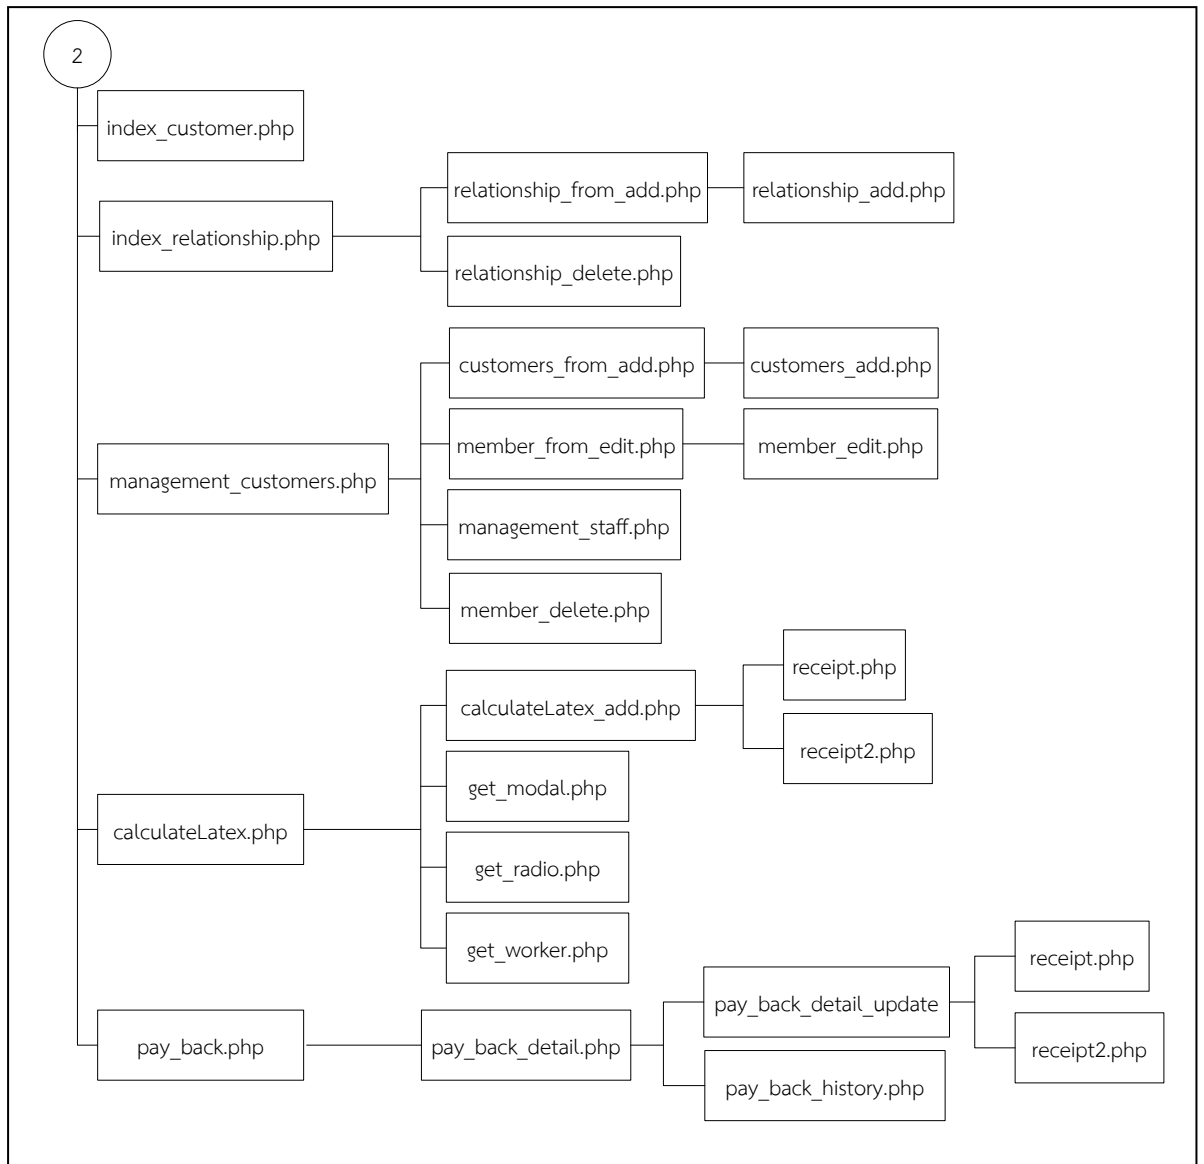 2
index_customer.php
relationship_from_add.php
relationship_add.php
index_relationship.php
relationship_delete.php
customers_from_add.php
customers_add.php
member_from_edit.php
member_edit.php
management_customers.php
management_staff.php
member_delete.php
receipt.php
calculateLatex_add.php
receipt2.php
get_modal.php
calculateLatex.php
get_radio.php
get_worker.php
receipt.php
pay_back_detail_update
pay_back.php
pay_back_detail.php
receipt2.php
pay_back_history.php